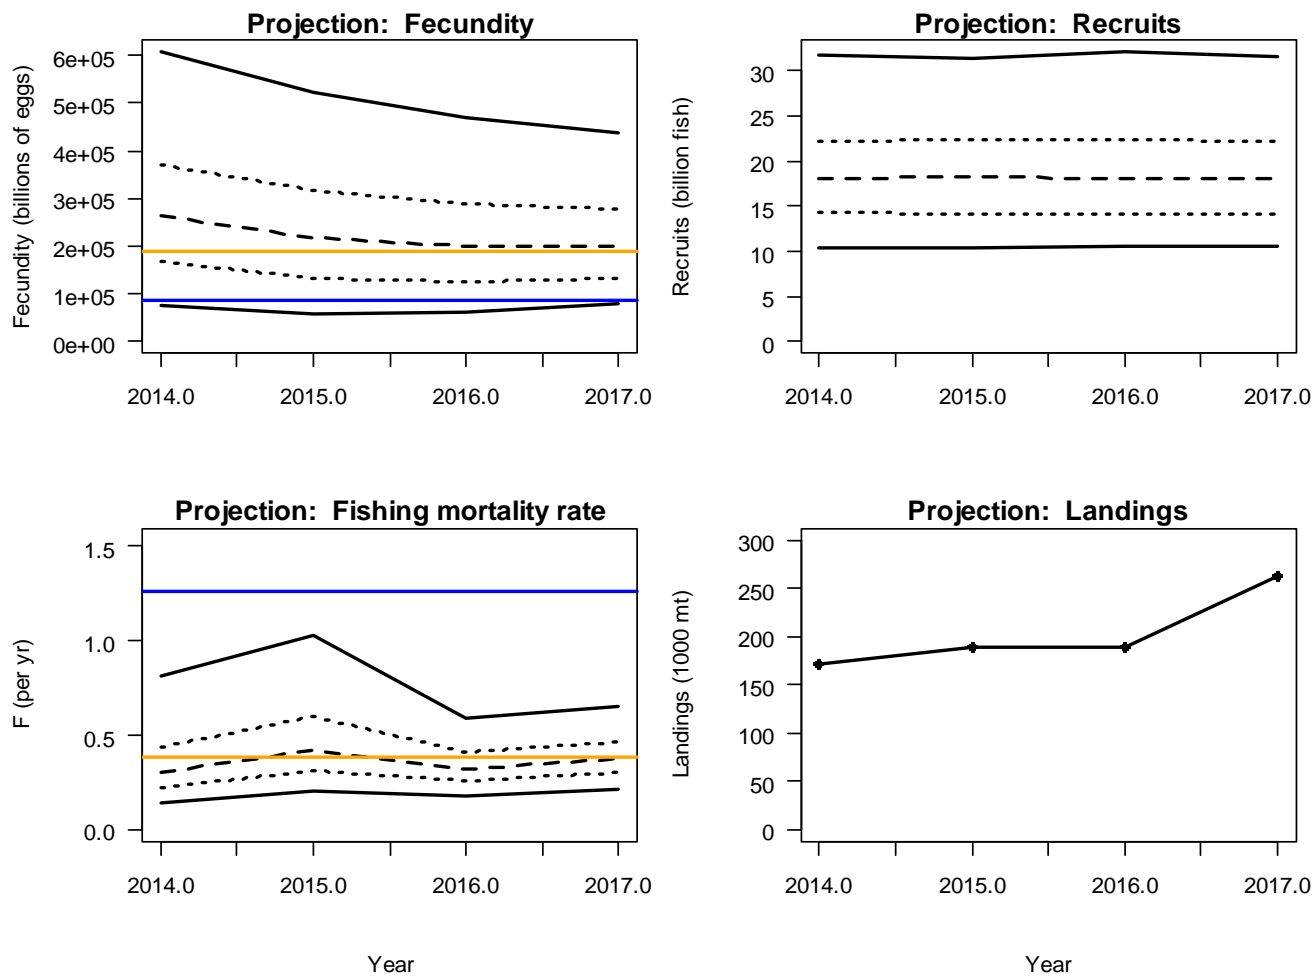 Projection:  Fecundity
Fecundity (billions of eggs)
6e+05
5e+05
4e+05
3e+05
2e+05
1e+05
0e+00
2014.0 2015.0 2016.0 2017.0
Projection:  Recruits
Recruits (billion fish)
30
25
20
15
10
5
0
2014.0 2015.0 2016.0 2017.0
Projection:  Fishing mortality rate
F (per yr)
1.5
1.0
0.5
0.0
2014.0 2015.0 2016.0 2017.0
Year
Projection:  Landings
Landings (1000 mt)
300
250
200
150
100
50
0
2014.0 2015.0 2016.0 2017.0
Year